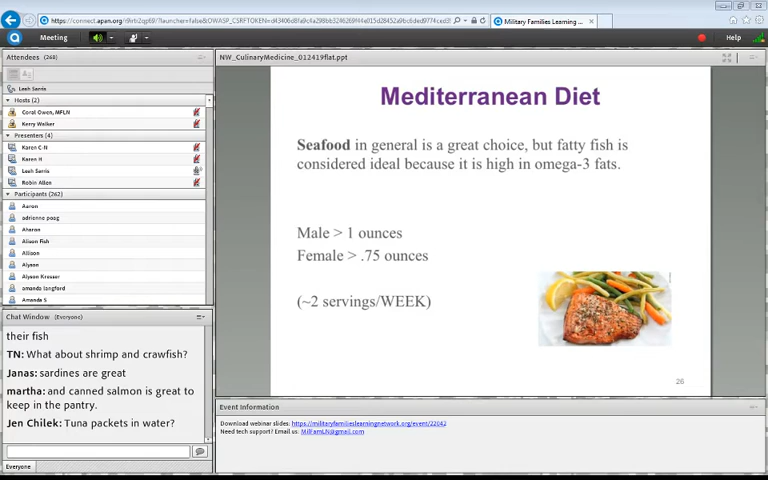 Military Families Learning ...
Meeting
Help
Attendees (268)
Leah Sarris
Hosts (2)
Coral Owen, MFLN
Kerry Walker
Presenters (4)
Karen C-N
Karen H
Leah Sarris
Robin Allen
Participants (262)
Aaron
adrienne poag
Aharon
Alison Fish
Allison
Alyson
Alyson Kresser
amanda langford
Amanda S
Chat Window (Everyone)
their fish
TN: What about shrimp and crawfish?
Janas: sardines are great
martha: and canned salmon is great to
keep in the pantry.
Jen Chilek: Tuna packets in water?
Everyone
NW_CulinaryMedicine_012419flat.ppt
Mediterranean Diet
Seafood in general is a great choice, but fatty fish is
considered ideal because it is high in omega-3 fats.
Male > 1 ounces
Female > .75 ounces
(~2 servings/WEEK)
26
Event Information
Download webinar slides: https://militaryfamilieslearningnetwork.org/event/22042
Need tech support? Email us: MilFamLN@gmail.com